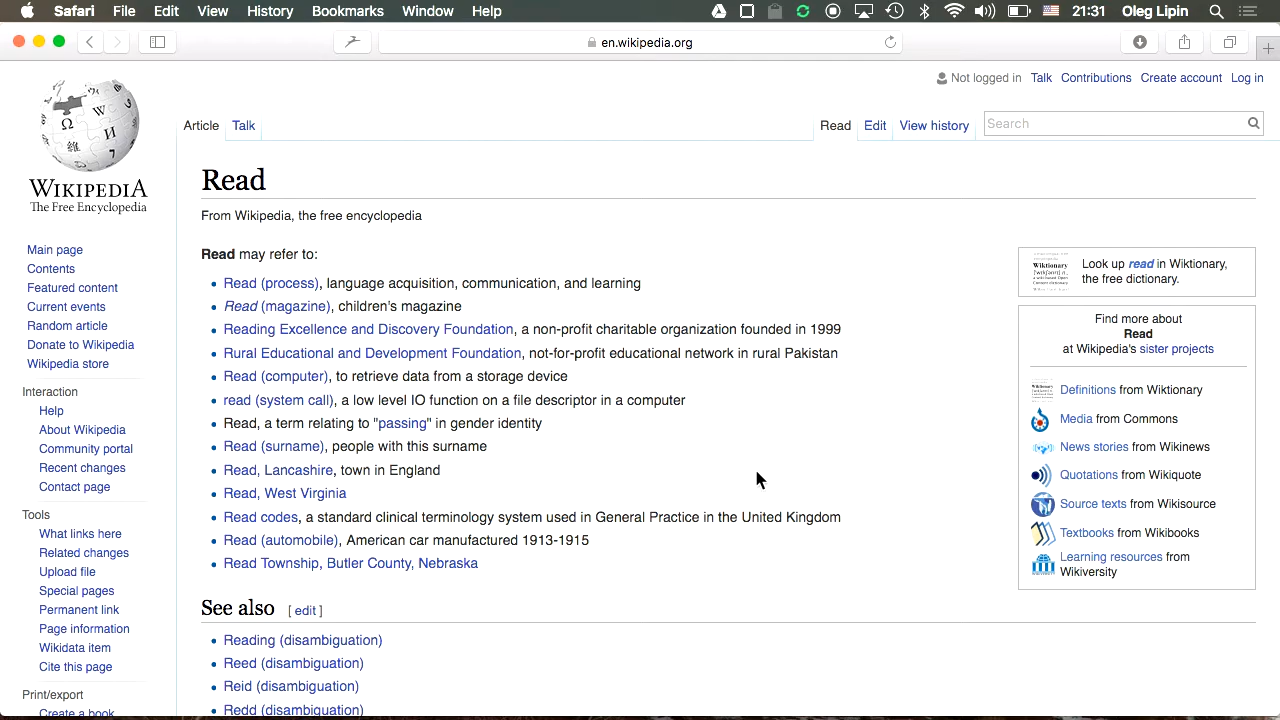 Safari File Edit View History Bookmarks Window Help 21:31 Oleg Lipin
en.wikipedia.org
Not logged in Talk Contributions Create account Log in
Article Talk Read Edit View history Search
WIKIPEDIA
The Free Encyclopedia
Main page
Contents
Featured content
Current events
Random article
Donate to Wikipedia
Wikipedia store
Interaction
Help
About Wikipedia
Community portal
Recent changes
Contact page
Tools
What links here
Related changes
Upload file
Special pages
Permanent link
Page information
Wikidata item
Cite this page
Print/export
Create a book
Read
From Wikipedia, the free encyclopedia
Read may refer to:
Read (process), language acquisition, communication, and learning
Read (magazine), children's magazine
Reading Excellence and Discovery Foundation, a non-profit charitable organization founded in 1999
Rural Educational and Development Foundation, not-for-profit educational network in rural Pakistan
Read (computer), to retrieve data from a storage device
read (system call), a low level IO function on a file descriptor in a computer
Read, a term relating to "passing" in gender identity
Read (surname), people with this surname
Read, Lancashire, town in England
Read, West Virginia
Read codes, a standard clinical terminology system used in General Practice in the United Kingdom
Read (automobile), American car manufactured 1913-1915
Read Township, Butler County, Nebraska
See also [ edit ]
Reading (disambiguation)
Reed (disambiguation)
Reid (disambiguation)
Redd (disambiguation)
Look up read in Wiktionary,
the free dictionary.
Find more about
Read
at Wikipedia's sister projects
Definitions from Wiktionary
Media from Commons
News stories from Wikinews
Quotations from Wikiquote
Source texts from Wikisource
Textbooks from Wikibooks
Learning resources from
Wikiversity